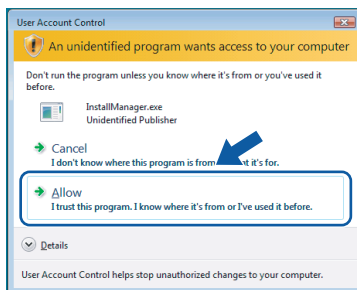 User Account Control
An unidentified program wants access to your computer
Don't run the program unless you know where it's from or you've used it
before.
InstallManager.exe
Unidentified Publisher
Cancel
I don't know where this program is from it's for.
Allow
I trust this program. I know where it's from or I've used it before.
Details
User Account Control helps stop unauthorized changes to your computer.